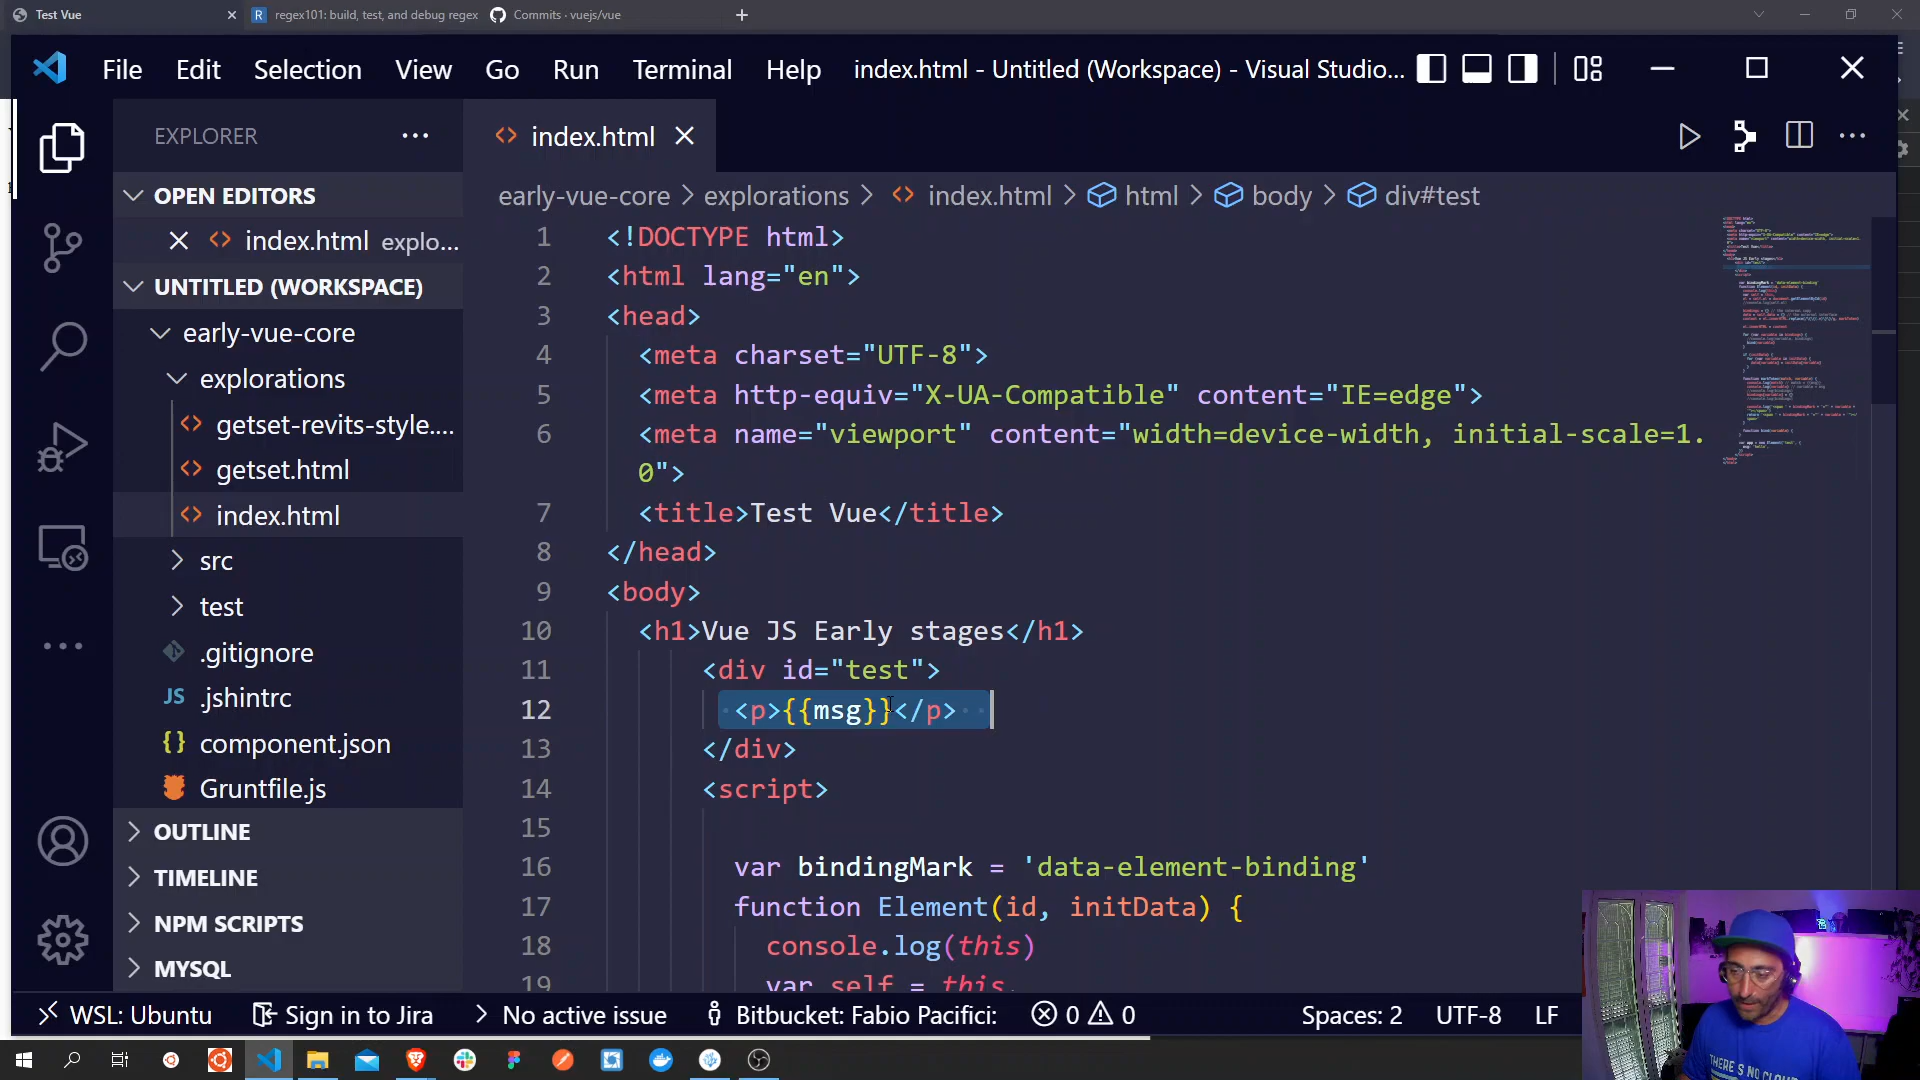 Test Vue
regex101: build, test, and debug regex
Commits · vuejs/vue
File Edit Selection View Go Run Terminal Help
index.html - Untitled (Workspace) - Visual Studio...
EXPLORER
index.html
OPEN EDITORS
index.html explo...
UNTITLED (WORKSPACE)
early-vue-core
explorations
getset-revits-style....
getset.html
index.html
src
test
.gitignore
JS .jshintrc
{} component.json
Gruntfile.js
OUTLINE
TIMELINE
NPM SCRIPTS
MYSQL
early-vue-core > explorations > index.html > html > body > div#test
1 <!DOCTYPE html>
2 <html lang="en">
3 <head>
4 <meta charset="UTF-8">
5 <meta http-equiv="X-UA-Compatible" content="IE=edge">
6 <meta name="viewport" content="width=device-width, initial-scale=1.
0">
7 <title>Test Vue</title>
8 </head>
9 <body>
10 <h1>Vue JS Early stages</h1>
11 <div id="test">
12 <p>{{msg}}</p>
13 </div>
14 <script>
15
16 var bindingMark = 'data-element-binding'
17 function Element(id, initData) {
18 console.log(this)
19 var self = this,
WSL: Ubuntu
Sign in to Jira
No active issue
Bitbucket: Fabio Pacifici:
0 0
Spaces: 2
UTF-8
LF
THERE'S NO CLOUD